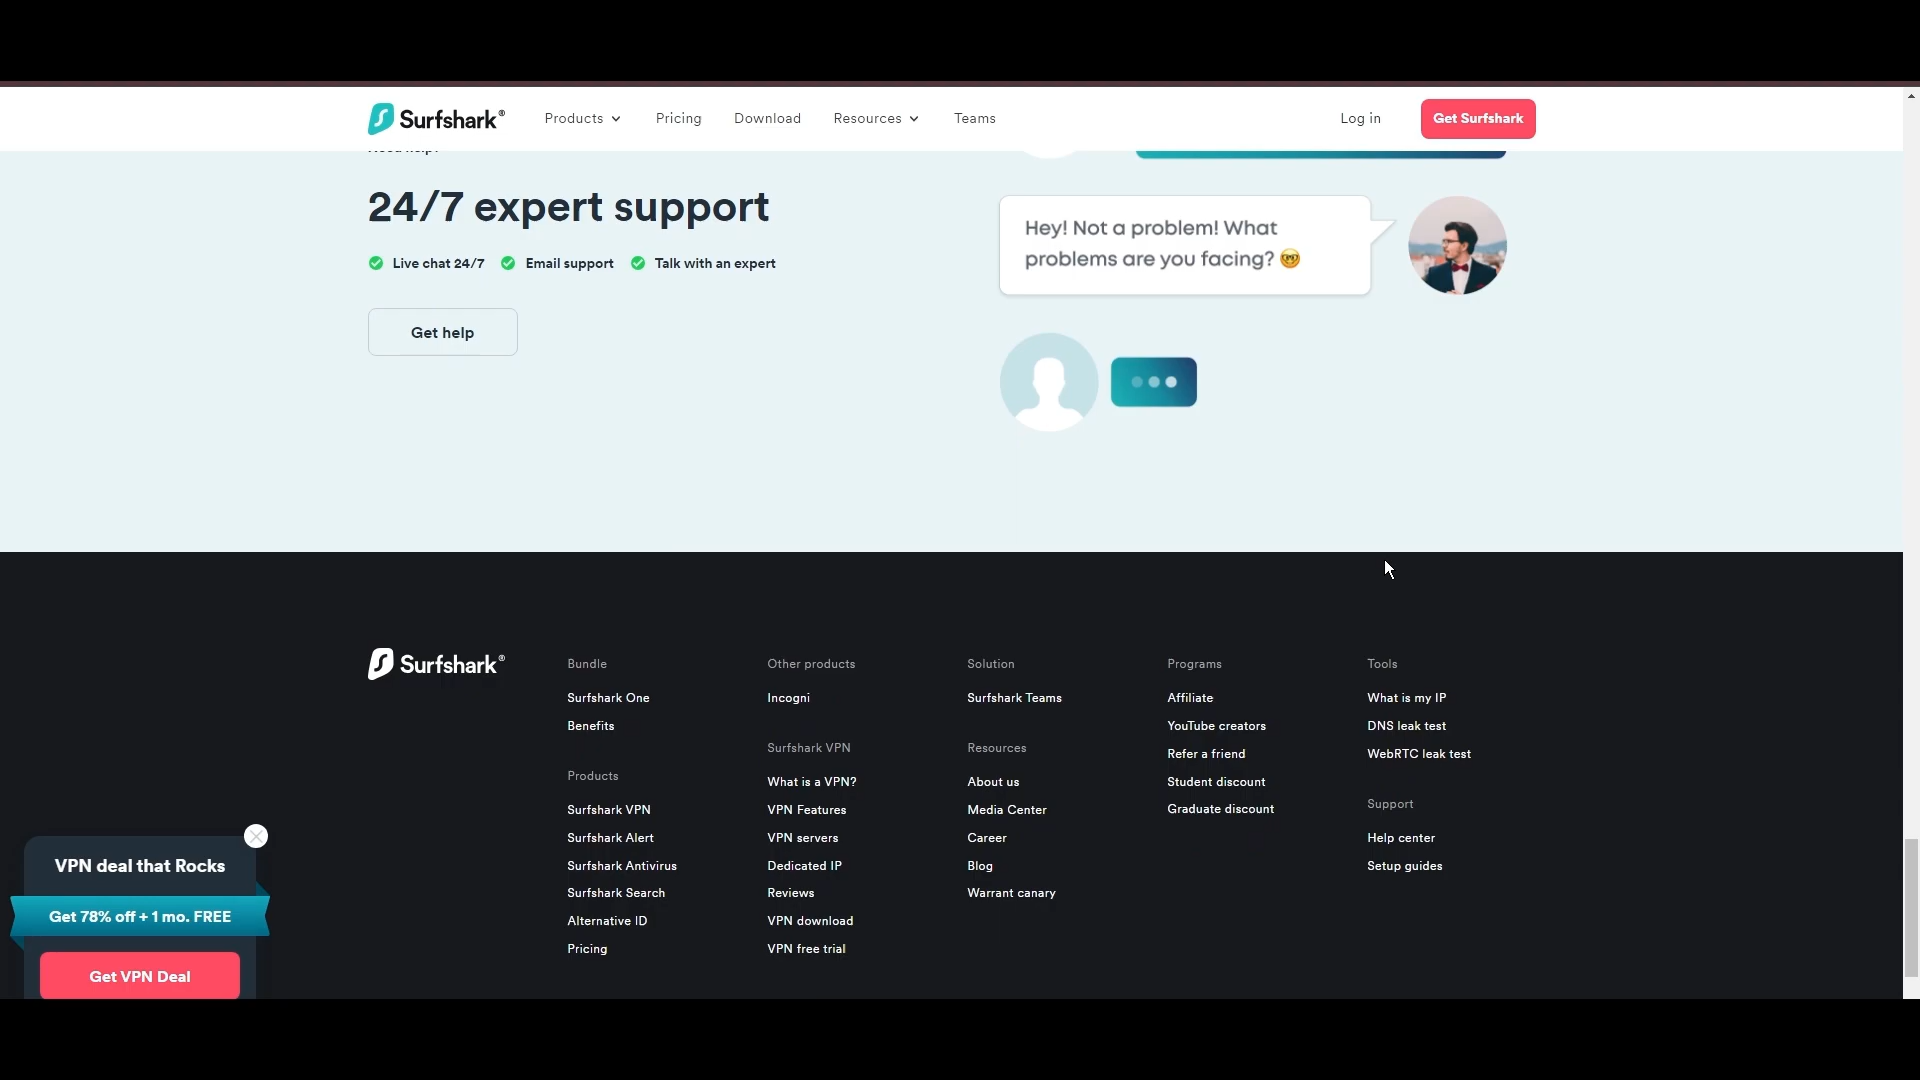 Surfshark®
Products
Pricing
Download
Resources
Teams
Log in
Get Surfshark
24/7 expert support
Live chat 24/7
Email support
Talk with an expert
Get help
Hey! Not a problem! What
problems are you facing? 🤓
Surfshark®
Bundle
Surfshark One
Benefits
Products
Surfshark VPN
Surfshark Alert
Surfshark Antivirus
Surfshark Search
Alternative ID
Pricing
Other products
Incogni
Surfshark VPN
What is a VPN?
VPN Features
VPN servers
Dedicated IP
Reviews
VPN download
VPN free trial
Solution
Surfshark Teams
Resources
About us
Media Center
Career
Blog
Warrant canary
Programs
Affiliate
YouTube creators
Refer a friend
Student discount
Graduate discount
Tools
What is my IP
DNS leak test
WebRTC leak test
Support
Help center
Setup guides
VPN deal that Rocks
Get 78% off + 1 mo. FREE
Get VPN Deal